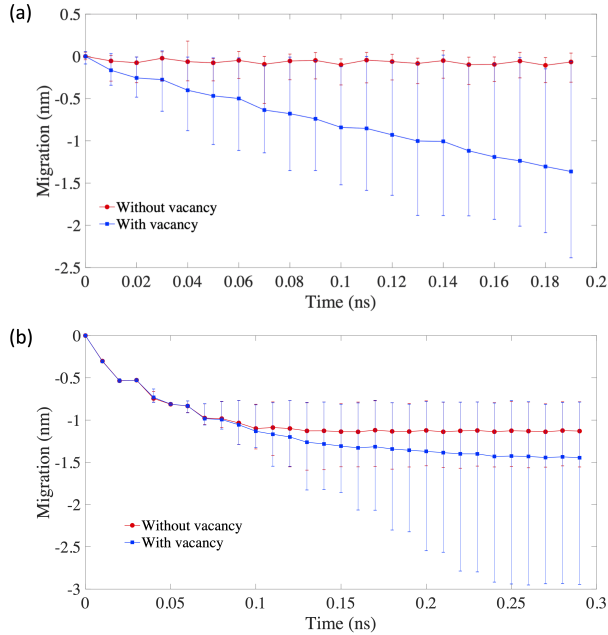 (a)
0.5
0
-0.5
-1
-1.5
-2
-2.5
Migration (nm)
Without vacancy
With vacancy
0 0.02 0.04 0.06 0.08 0.1 0.12 0.14 0.16 0.18 0.2
Time (ns)
(b)
0
-0.5
-1
-1.5
-2
-2.5
-3
Migration (nm)
Without vacancy
With vacancy
0 0.05 0.1 0.15 0.2 0.25 0.3
Time (ns)